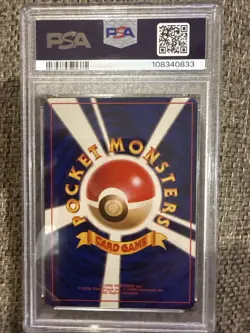 PSA
PSA
108340833
POCKET MONSTERS
CARD GAME